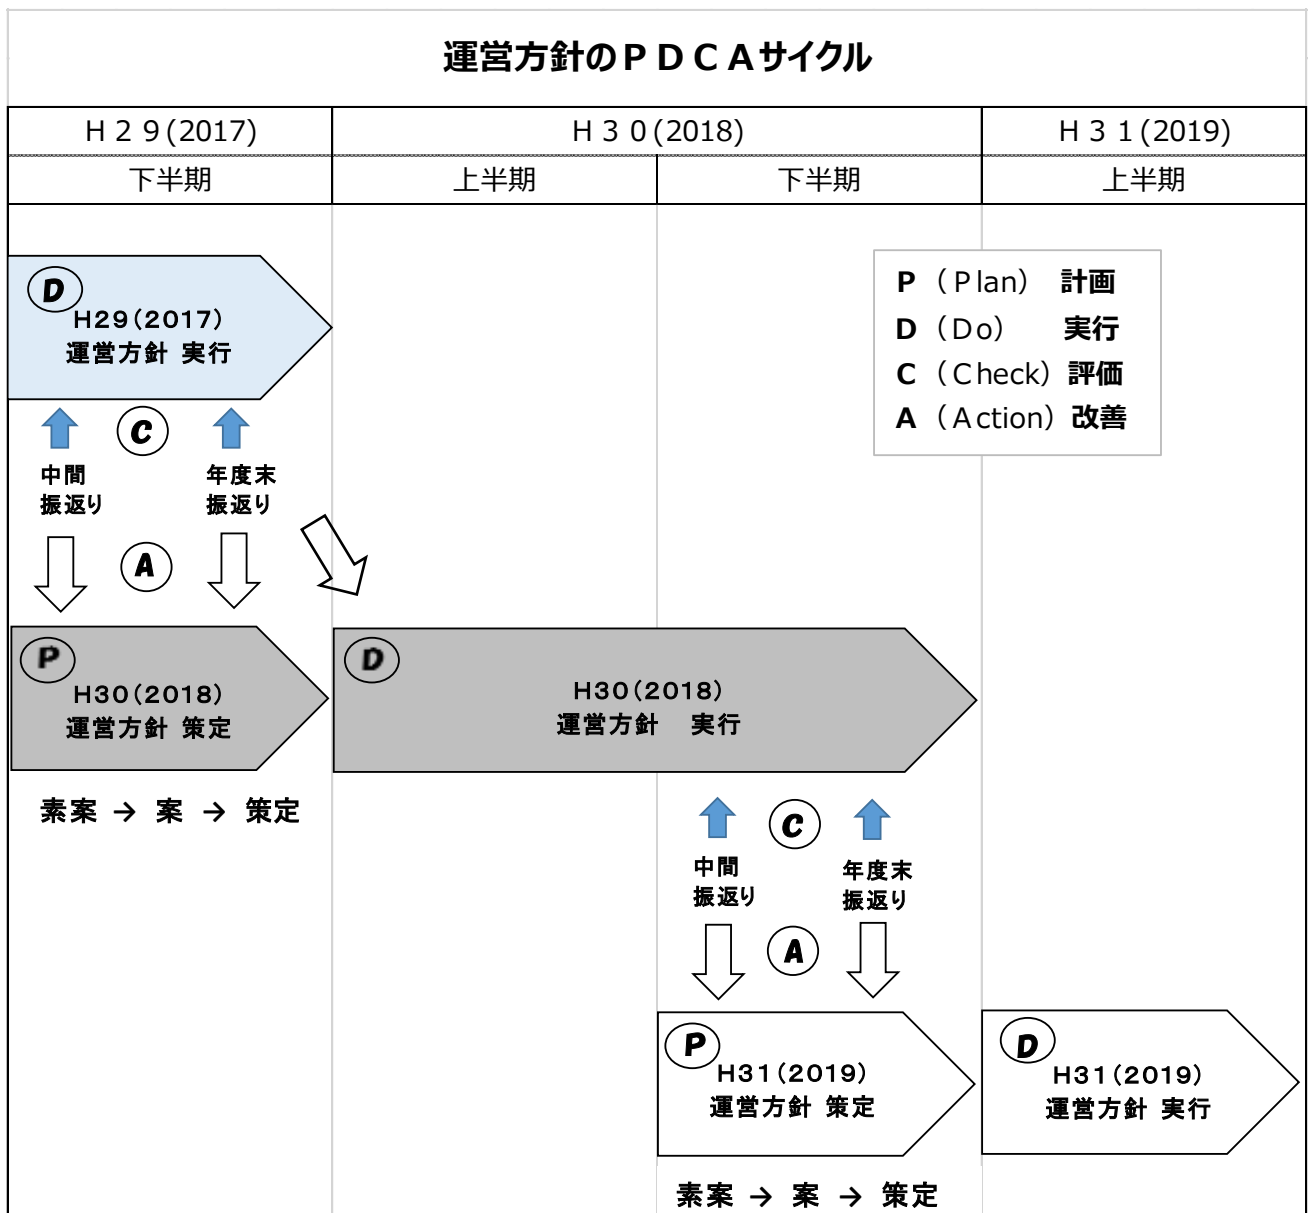 運営方針のＰＤＣＡサイクル
Ｈ２９(2017)
Ｈ３０(2018)
Ｈ３１(2019)
下半期
上半期
下半期
上半期
P （Ｐlan） 計画
D （Ｄo） 実行
C （Ｃheck） 評価
A （Ａction） 改善
D
H29(2017)
運営方針 実行
C
中間
振返り
年度末
振返り
A
P
H30(2018)
運営方針 策定
D
H30(2018)
運営方針 実行
素案 → 案 → 策定
C
中間
振返り
年度末
振返り
A
P
H31(2019)
運営方針 策定
D
H31(2019)
運営方針 実行
素案 → 案 → 策定